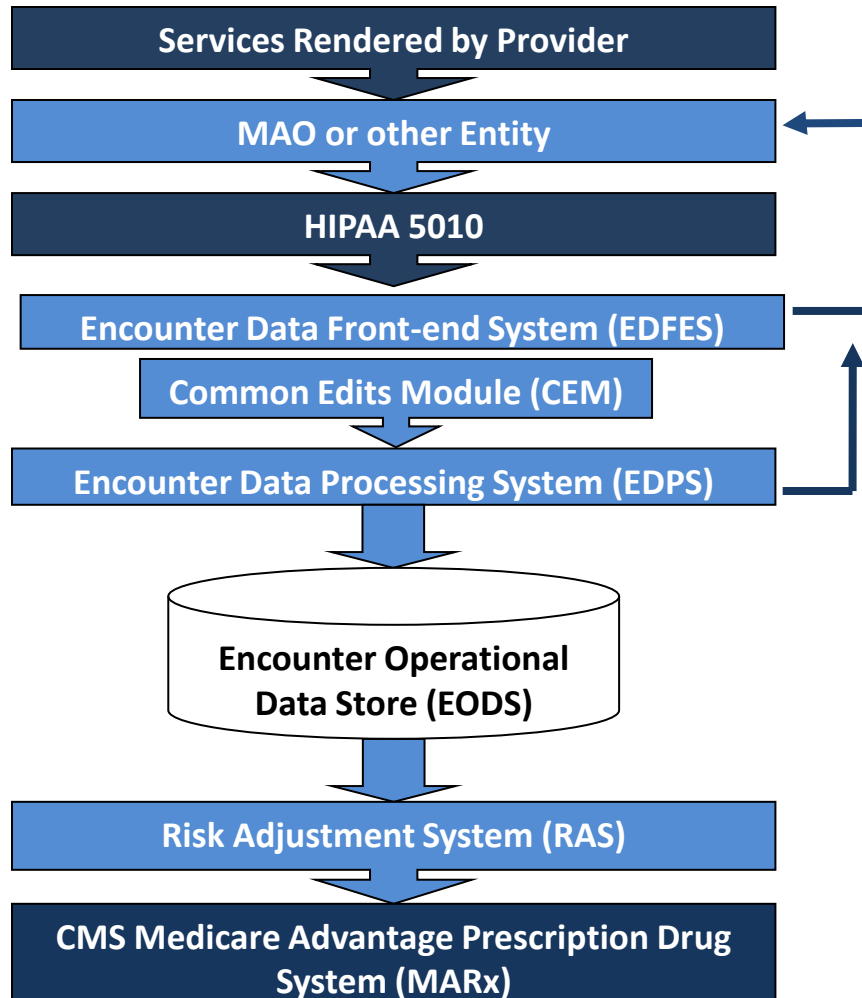 Services Rendered by Provider
MAO or other Entity
HIPAA 5010
Encounter Data Front-end System (EDFES)
Common Edits Module (CEM)
Encounter Data Processing System (EDPS)
Encounter Operational
Data Store (EODS)
Risk Adjustment System (RAS)
CMS Medicare Advantage Prescription Drug
System (MARx)